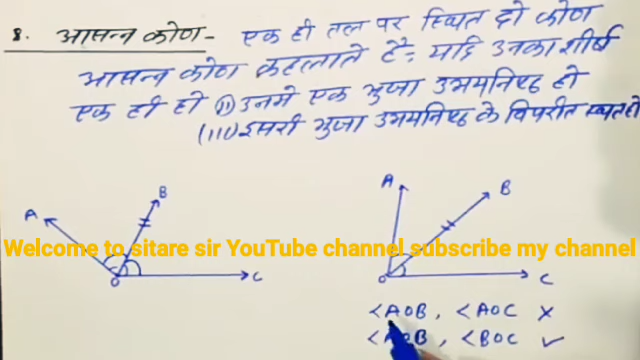 8. आसन्न कोण - एक ही तल पर स्थित दो कोण
आसन्न कोण कहलाते है; यदि उनका शीर्ष
एक ही हो (ii) उनमे एक भुजा उभयनिष्ठ हो
(iii) दूसरी भुजा उभयनिष्ठ के विपरीत स्थित हो
A B
A B
Welcome to sitare sir YouTube channel subscribe my channel
O C
O C
<AOB, <AOC ×
<AOB, <BOC ✓